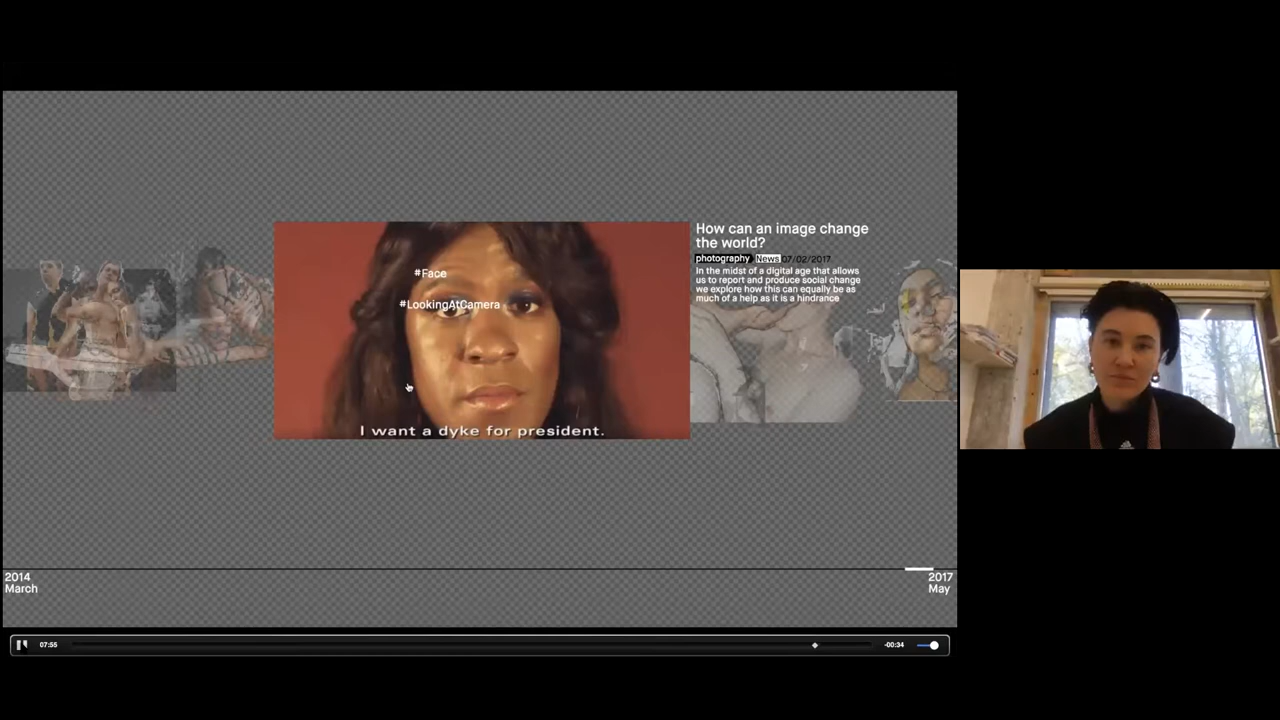 #Face
#LookingAtCamera
I want a dyke for president.
How can an image change
the world?
photography News 07/02/2017
In the midst of a digital age that allows
us to report and produce social change
we explore how this can equally be as
much of a help as it is a hindrance
2014
March
2017
May
07:55
-00:34